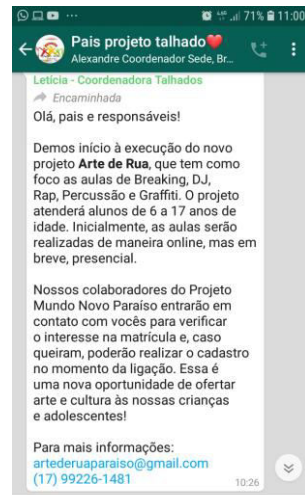 71% 11:00
Pais projeto talhado❤
Alexandre Coordenador Sede, Br...
Letícia - Coordenadora Talhados
Encaminhada
Olá, pais e responsáveis!
Demos início à execução do novo
projeto Arte de Rua, que tem como
foco as aulas de Breaking, DJ,
Rap, Percussão e Graffiti. O projeto
atenderá alunos de 6 a 17 anos de
idade. Inicialmente, as aulas serão
realizadas de maneira online, mas em
breve, presencial.
Nossos colaboradores do Projeto
Mundo Novo Paraíso entrarão em
contato com vocês para verificar
o interesse na matrícula e, caso
queiram, poderão realizar o cadastro
no momento da ligação. Essa é
uma nova oportunidade de ofertar
arte e cultura às nossas crianças
e adolescentes!
Para mais informações:
artederuaparaiso@gmail.com
(17) 99226-1481
10:26